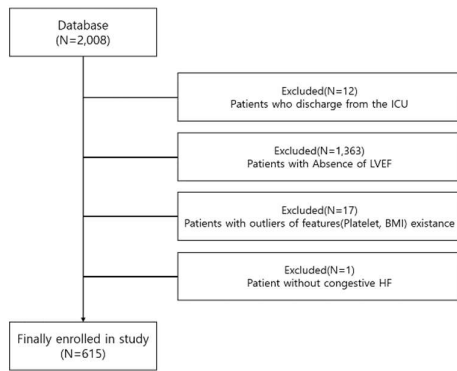 Database
(N=2,008)
Excluded(N=12)
Patients who discharge from the ICU
Excluded(N=1,363)
Patients with Absence of LVEF
Excluded(N=17)
Patients with outliers of features(Platelet, BMI) existance
Excluded(N=1)
Patient without congestive HF
Finally enrolled in study
(N=615)